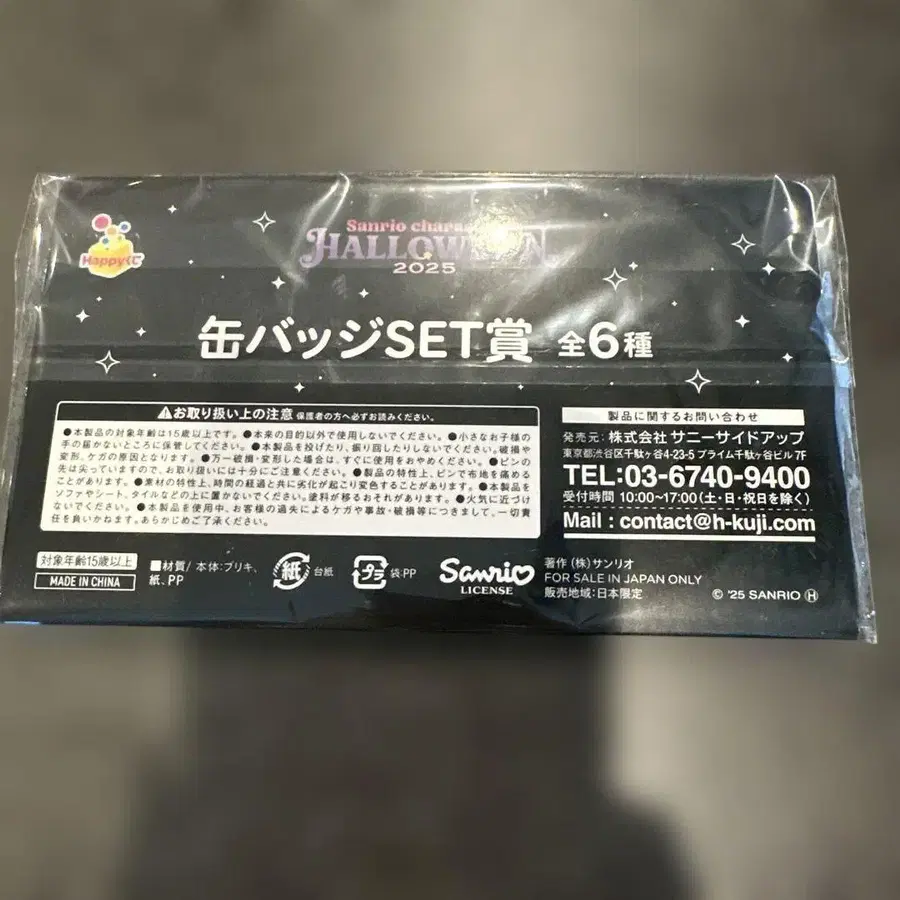 Happyくじ
Sanrio
HALLOWEEN
2025
缶バッジSET賞 全6種
⚠お取り扱い上の注意 保護者の方へ必ずお読みください。
●本製品の対象年齢は15歳以上です。●本来の目的以外で使用しないでください。●小さなお子様の
手の届かないところに保管してください。●本製品を投げたり、振り回したりしないでください。破損や
変形、ケガの原因となります。●万一破損・変形した場合は、すぐに使用をおやめください。●ピンの
先は尖っていますので、お取り扱いには十分にご注意ください。●製品の特性上、ピンで布地を痛める
ことがあります。●素材の特性上、時間の経過と共に劣化が起こり変色することがあります。●本製品を
ソファやシート、タイルなどの上に置かないでください。塗料が移るおそれがあります。●火気に近づけ
ないでください。●本製品を使用中、お客様の過失によるケガや事故・破損等につきまして、一切責
任を負いかねます。あらかじめご了承ください。
対象年齢15歳以上
MADE IN CHINA
■材質/本体:ブリキ、
紙、PP
紙 台紙
プラ 袋:PP
Sanrio
LICENSE
製品に関するお問い合わせ
発売元:株式会社 サニーサイドアップ
東京都渋谷区千駄ヶ谷4-23-5 プライム千駄ヶ谷ビル 7F
TEL:03-6740-9400
受付時間 10:00~17:00(土・日・祝日を除く)
Mail : contact@h-kuji.com
著作(株)サンリオ
FOR SALE IN JAPAN ONLY
販売地域:日本限定
© '25 SANRIO Ⓗ